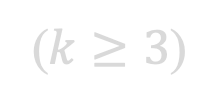 (k ≥ 3)